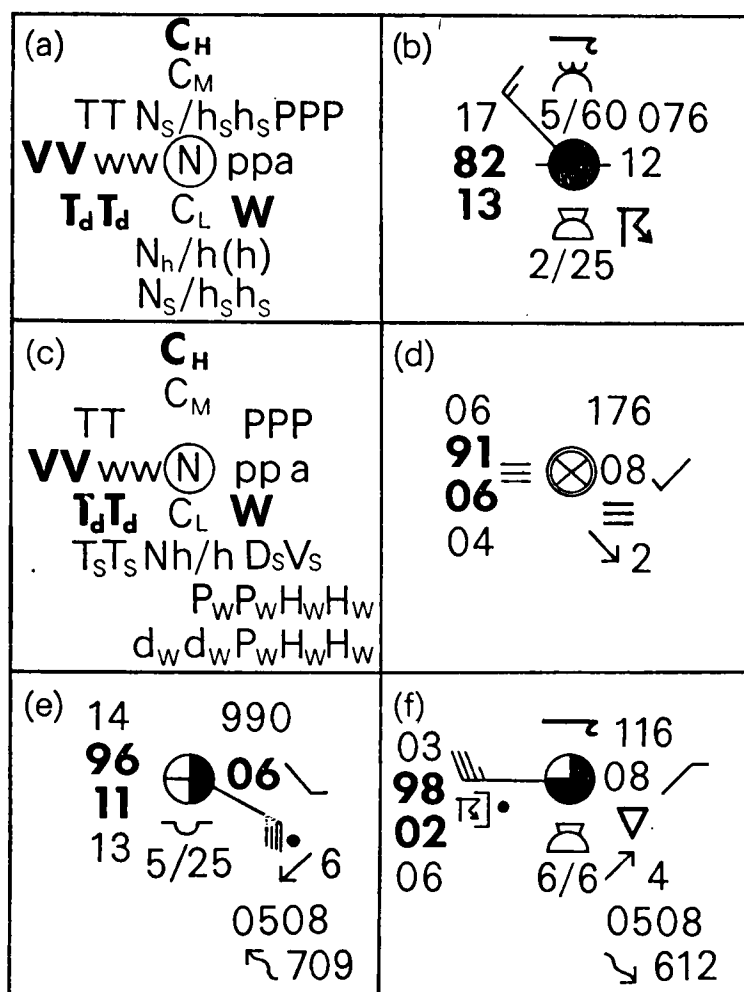 (a)
C_H
C_M
TT N_S/h_Sh_S PPP
VV ww N ppa
T_dT_d C_L W
N_h/h(h)
N_S/h_Sh_S
(b)
17 5/60 076
82 12
13
2/25
(c)
C_H
C_M
TT PPP
VV ww N pp a
T_dT_d C_L W
T_ST_S Nh/h D_SV_S
P_WP_WH_WH_W
d_Wd_WP_WH_WH_W
(d)
06 176
91 08
06
04 2
(e)
14 990
96 06
11
13 5/25 6
0508
709
(f)
03 116
98 08
02
06 6/6 4
0508
612